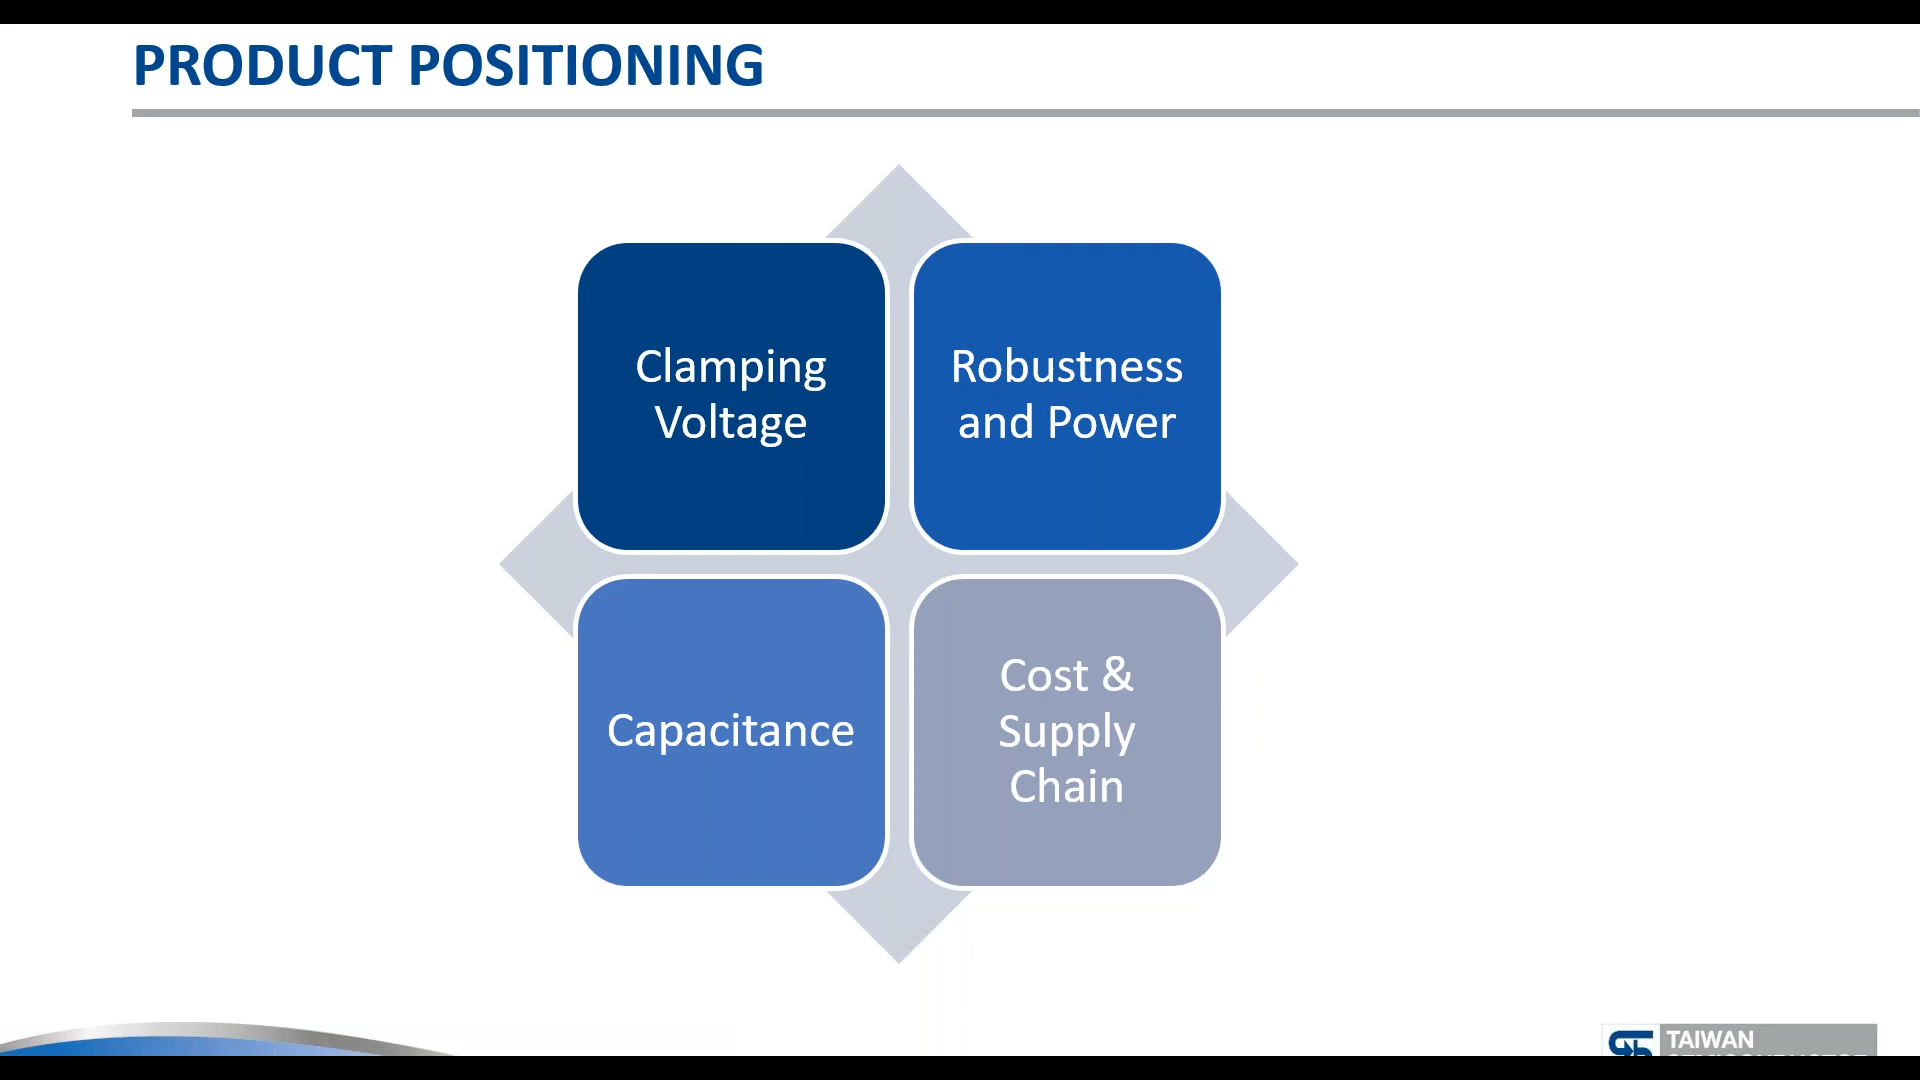 PRODUCT POSITIONING
Clamping
Voltage
Robustness
and Power
Capacitance
Cost &
Supply
Chain
TAIWAN